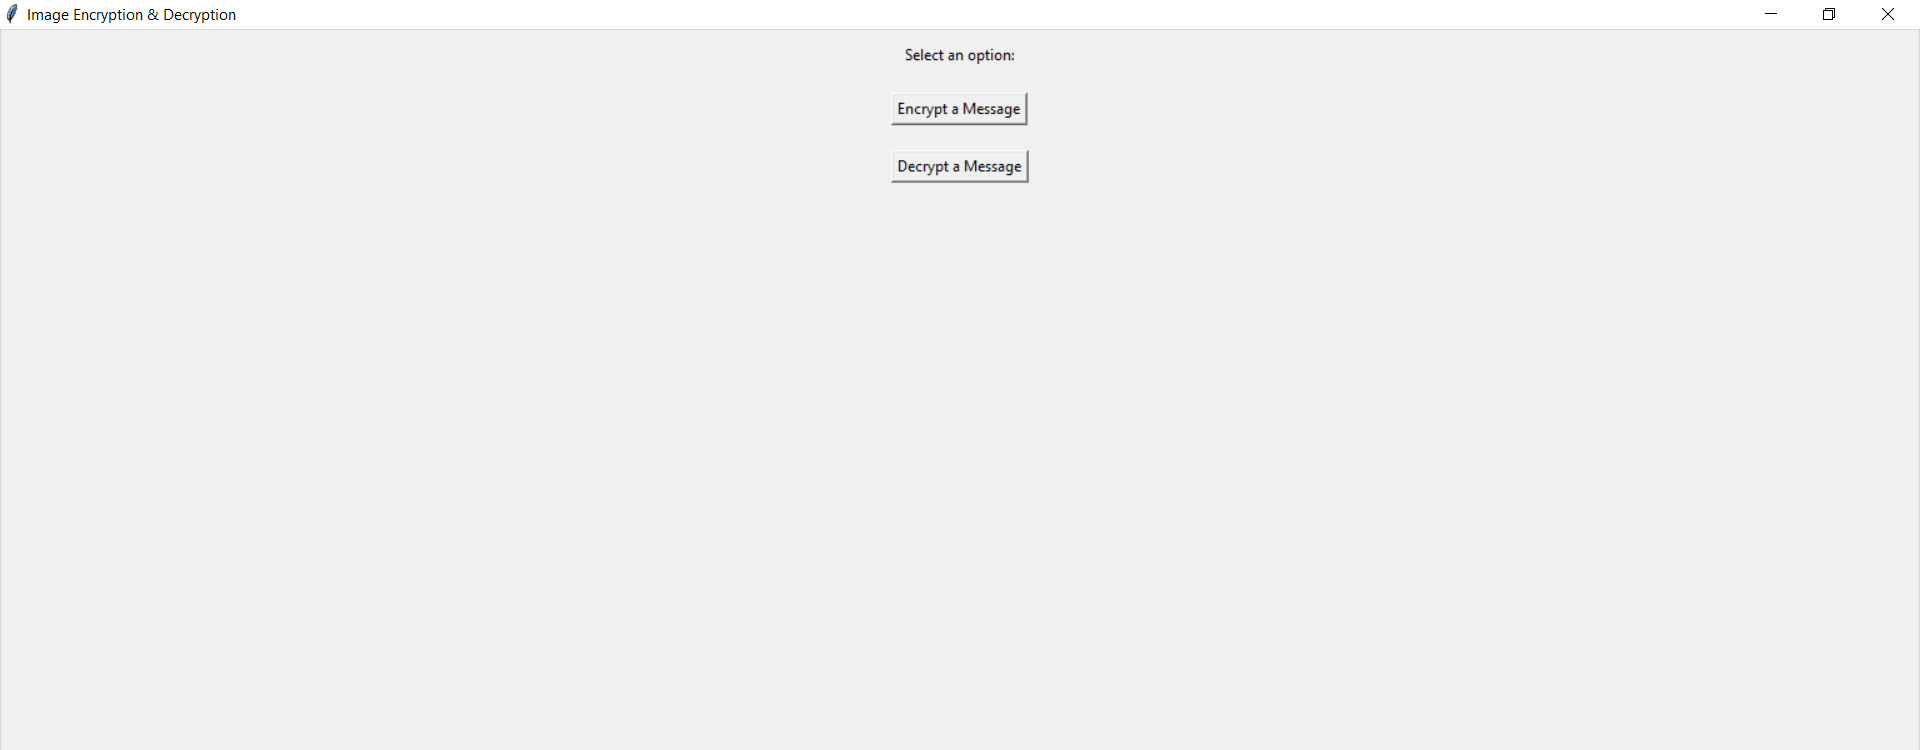 Image Encryption & Decryption
Select an option:
Encrypt a Message
Decrypt a Message